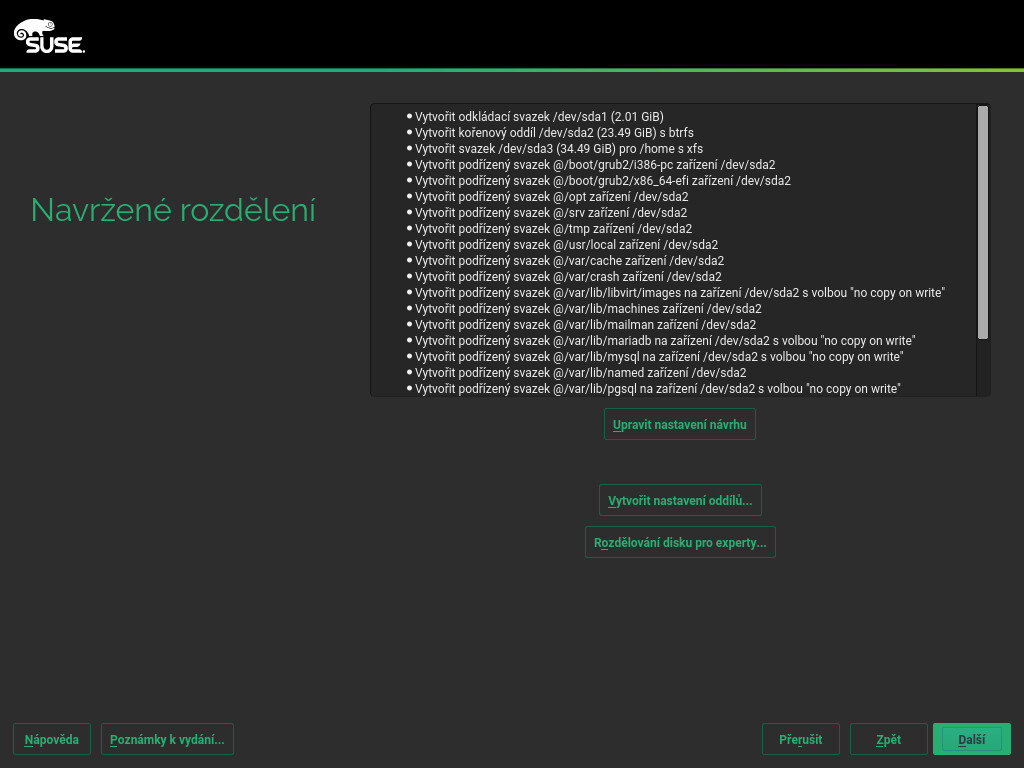 SUSE.
Navržené rozdělení
• Vytvořit odkládací svazek /dev/sda1 (2.01 GiB)
• Vytvořit kořenový oddíl /dev/sda2 (23.49 GiB) s btrfs
• Vytvořit svazek /dev/sda3 (34.49 GiB) pro /home s xfs
• Vytvořit podřízený svazek @/boot/grub2/i386-pc zařízení /dev/sda2
• Vytvořit podřízený svazek @/boot/grub2/x86_64-efi zařízení /dev/sda2
• Vytvořit podřízený svazek @/opt zařízení /dev/sda2
• Vytvořit podřízený svazek @/srv zařízení /dev/sda2
• Vytvořit podřízený svazek @/tmp zařízení /dev/sda2
• Vytvořit podřízený svazek @/usr/local zařízení /dev/sda2
• Vytvořit podřízený svazek @/var/cache zařízení /dev/sda2
• Vytvořit podřízený svazek @/var/crash zařízení /dev/sda2
• Vytvořit podřízený svazek @/var/lib/libvirt/images na zařízení /dev/sda2 s volbou "no copy on write"
• Vytvořit podřízený svazek @/var/lib/machines zařízení /dev/sda2
• Vytvořit podřízený svazek @/var/lib/mailman zařízení /dev/sda2
• Vytvořit podřízený svazek @/var/lib/mariadb na zařízení /dev/sda2 s volbou "no copy on write"
• Vytvořit podřízený svazek @/var/lib/mysql na zařízení /dev/sda2 s volbou "no copy on write"
• Vytvořit podřízený svazek @/var/lib/named zařízení /dev/sda2
• Vytvořit podřízený svazek @/var/lib/pgsql na zařízení /dev/sda2 s volbou "no copy on write"
Upravit nastavení návrhu
Vytvořit nastavení oddílů...
Rozdělování disku pro experty...
Nápověda
Poznámky k vydání...
Přerušit
Zpět
Další